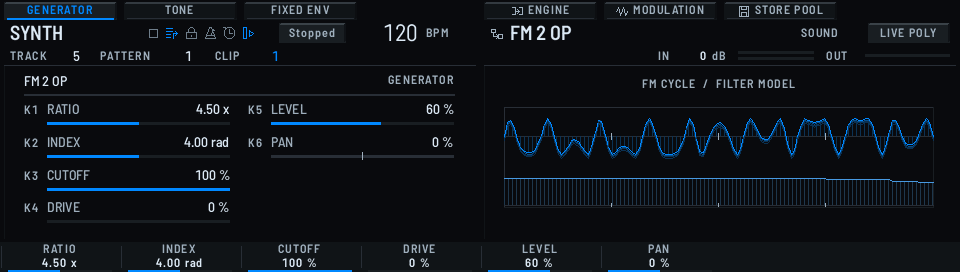 GENERATOR TONE FIXED ENV ENGINE MODULATION STORE POOL
SYNTH Stopped 120 BPM FM 2 OP SOUND LIVE POLY
TRACK 5 PATTERN 1 CLIP 1 IN 0 dB OUT
FM 2 OP GENERATOR FM CYCLE / FILTER MODEL
K1 RATIO 4.50 x K5 LEVEL 60 %
K2 INDEX 4.00 rad K6 PAN 0 %
K3 CUTOFF 100 %
K4 DRIVE 0 %
RATIO INDEX CUTOFF DRIVE LEVEL PAN
4.50 x 4.00 rad 100 % 0 % 60 % 0 %